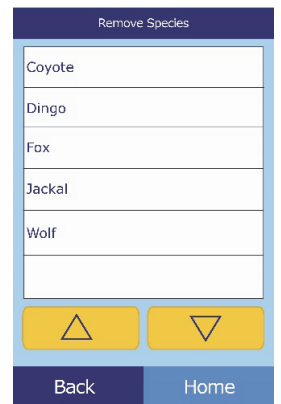 Remove Species
Coyote
Dingo
Fox
Jackal
Wolf
Back Home